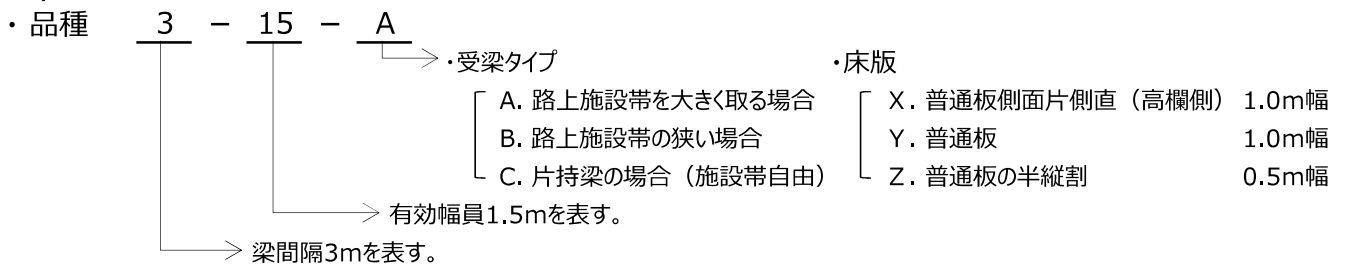 ・品種 3 － 15 － A
・受梁タイプ ・床版
A. 路上施設帯を大きく取る場合 X. 普通板側面片側直（高欄側） 1.0m幅
B. 路上施設帯の狭い場合 Y. 普通板 1.0m幅
C. 片持梁の場合（施設帯自由） Z. 普通板の半縦割 0.5m幅
有効幅員1.5mを表す。
梁間隔3mを表す。